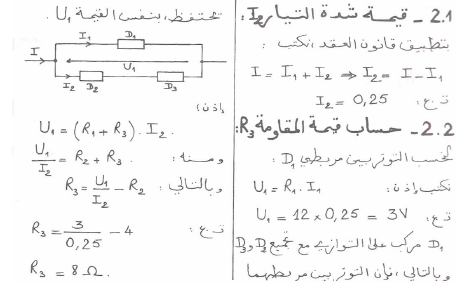 2.1 - قيمة شدة التيار I₂:
بتطبيق قانون العقد، نكتب:
I = I₁ + I₂ ⇒ I₂ = I - I₁
ت.ع: I₂ = 0,25
2.2 - حساب قيمة المقاومة R₃:
لنحسب التوتر بين مربطي D₁:
نكتب إذن: U₁ = R₁ . I₁
ت.ع: U₁ = 12 x 0,25 = 3V
D₁ مركب على التوازي مع تجميع D₂ و D₃
وبالتالي، فإن التوتر بين مربطيهما
تحتفظ بنفس القيمة U₁.
I I₁ D₁
U₁
I₂ D₂ D₃
إذن:
U₁ = (R₁ + R₃) . I₂ .
ومنه: U₁/I₂ = R₂ + R₃ .
وبالتالي: R₃ = U₁/I₂ - R₂
ت.ع: R₃ = 3/0,25 - 4
R₃ = 8 Ω .